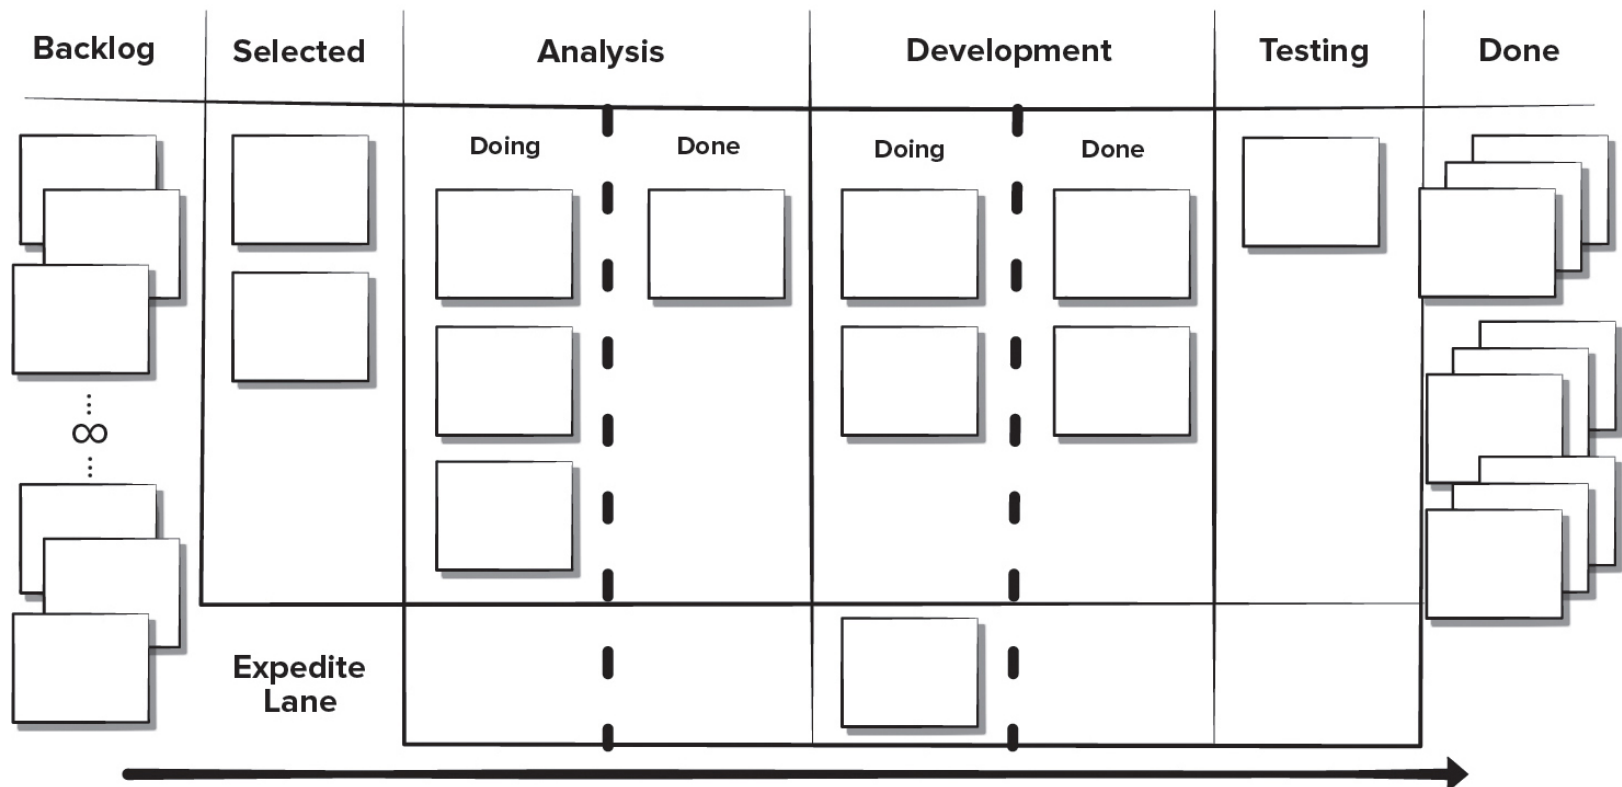 Backlog
Selected
Analysis
Development
Testing
Done
Doing
Done
Doing
Done
∞
Expedite
Lane